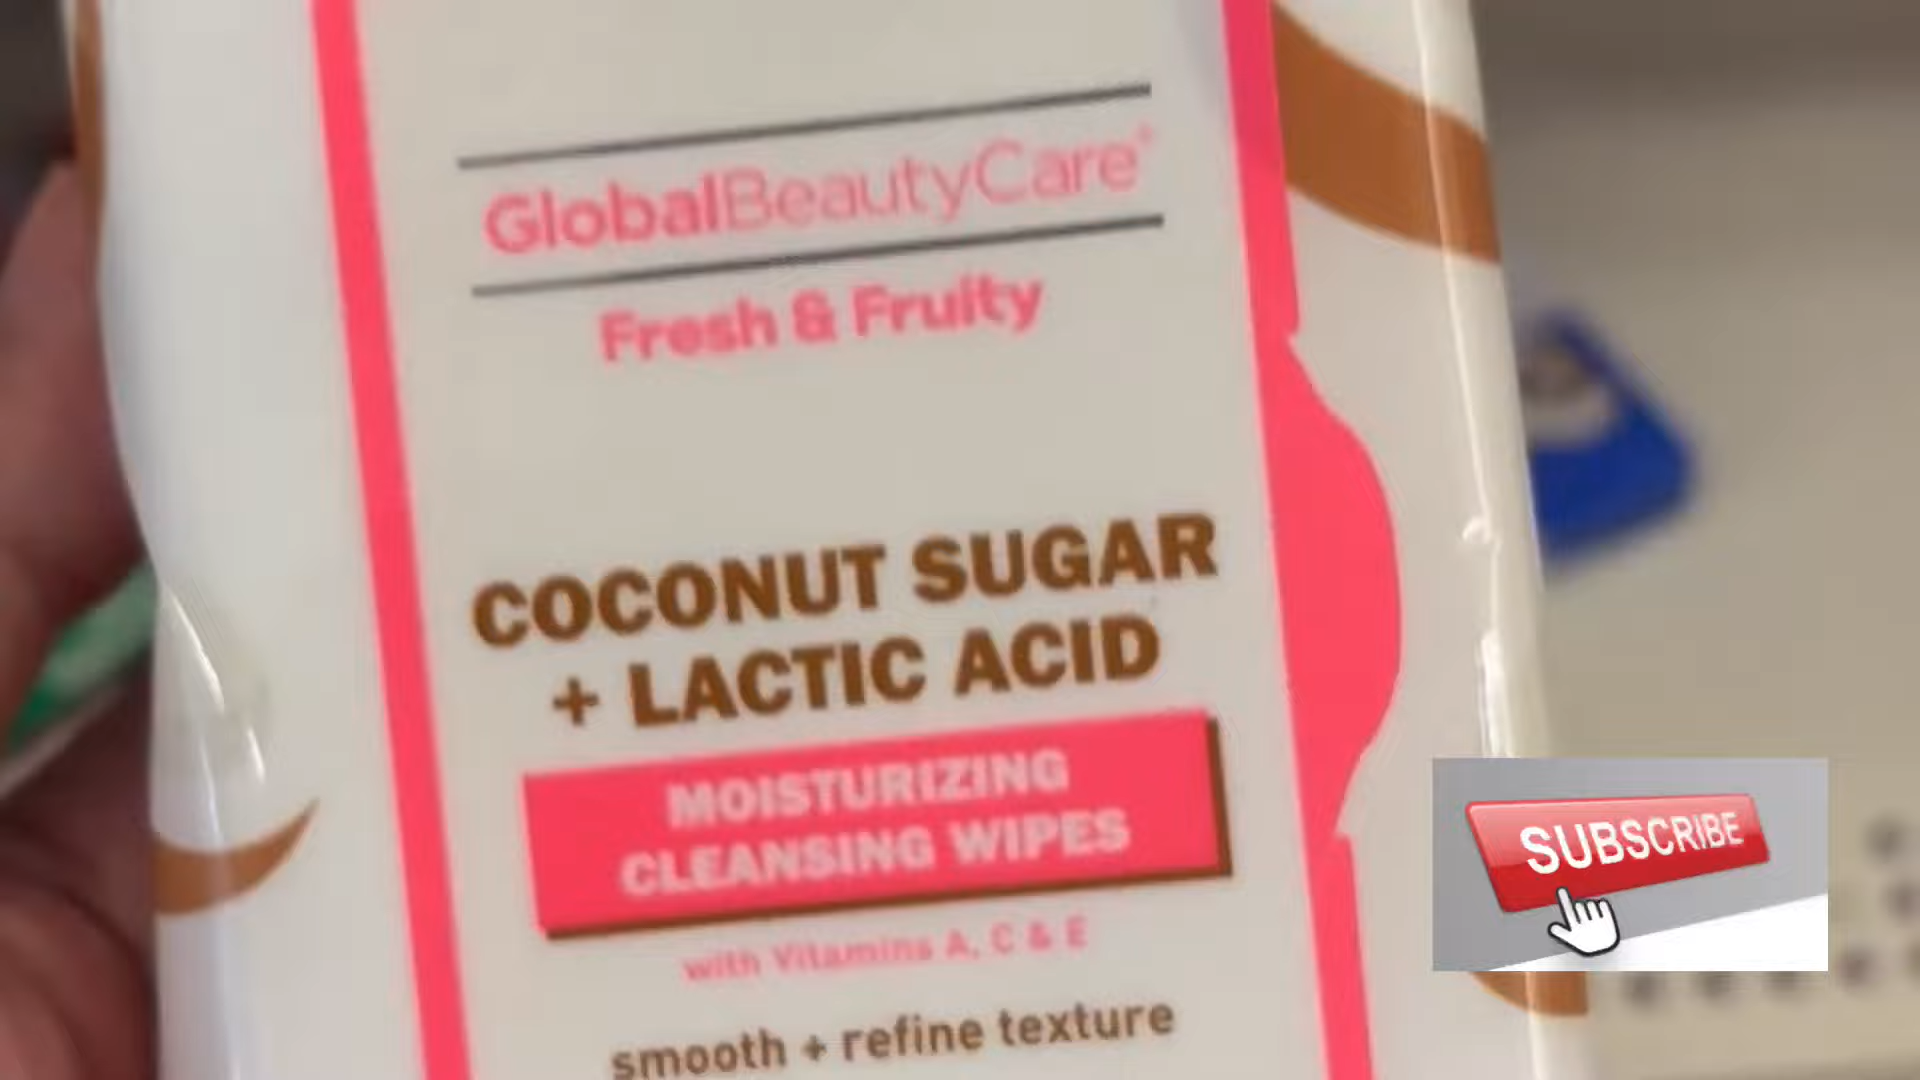 GlobalBeautyCare®
Fresh & Fruity
COCONUT SUGAR
+ LACTIC ACID
MOISTURIZING
CLEANSING WIPES
with Vitamins A, C & E
smooth + refine texture
SUBSCRIBE